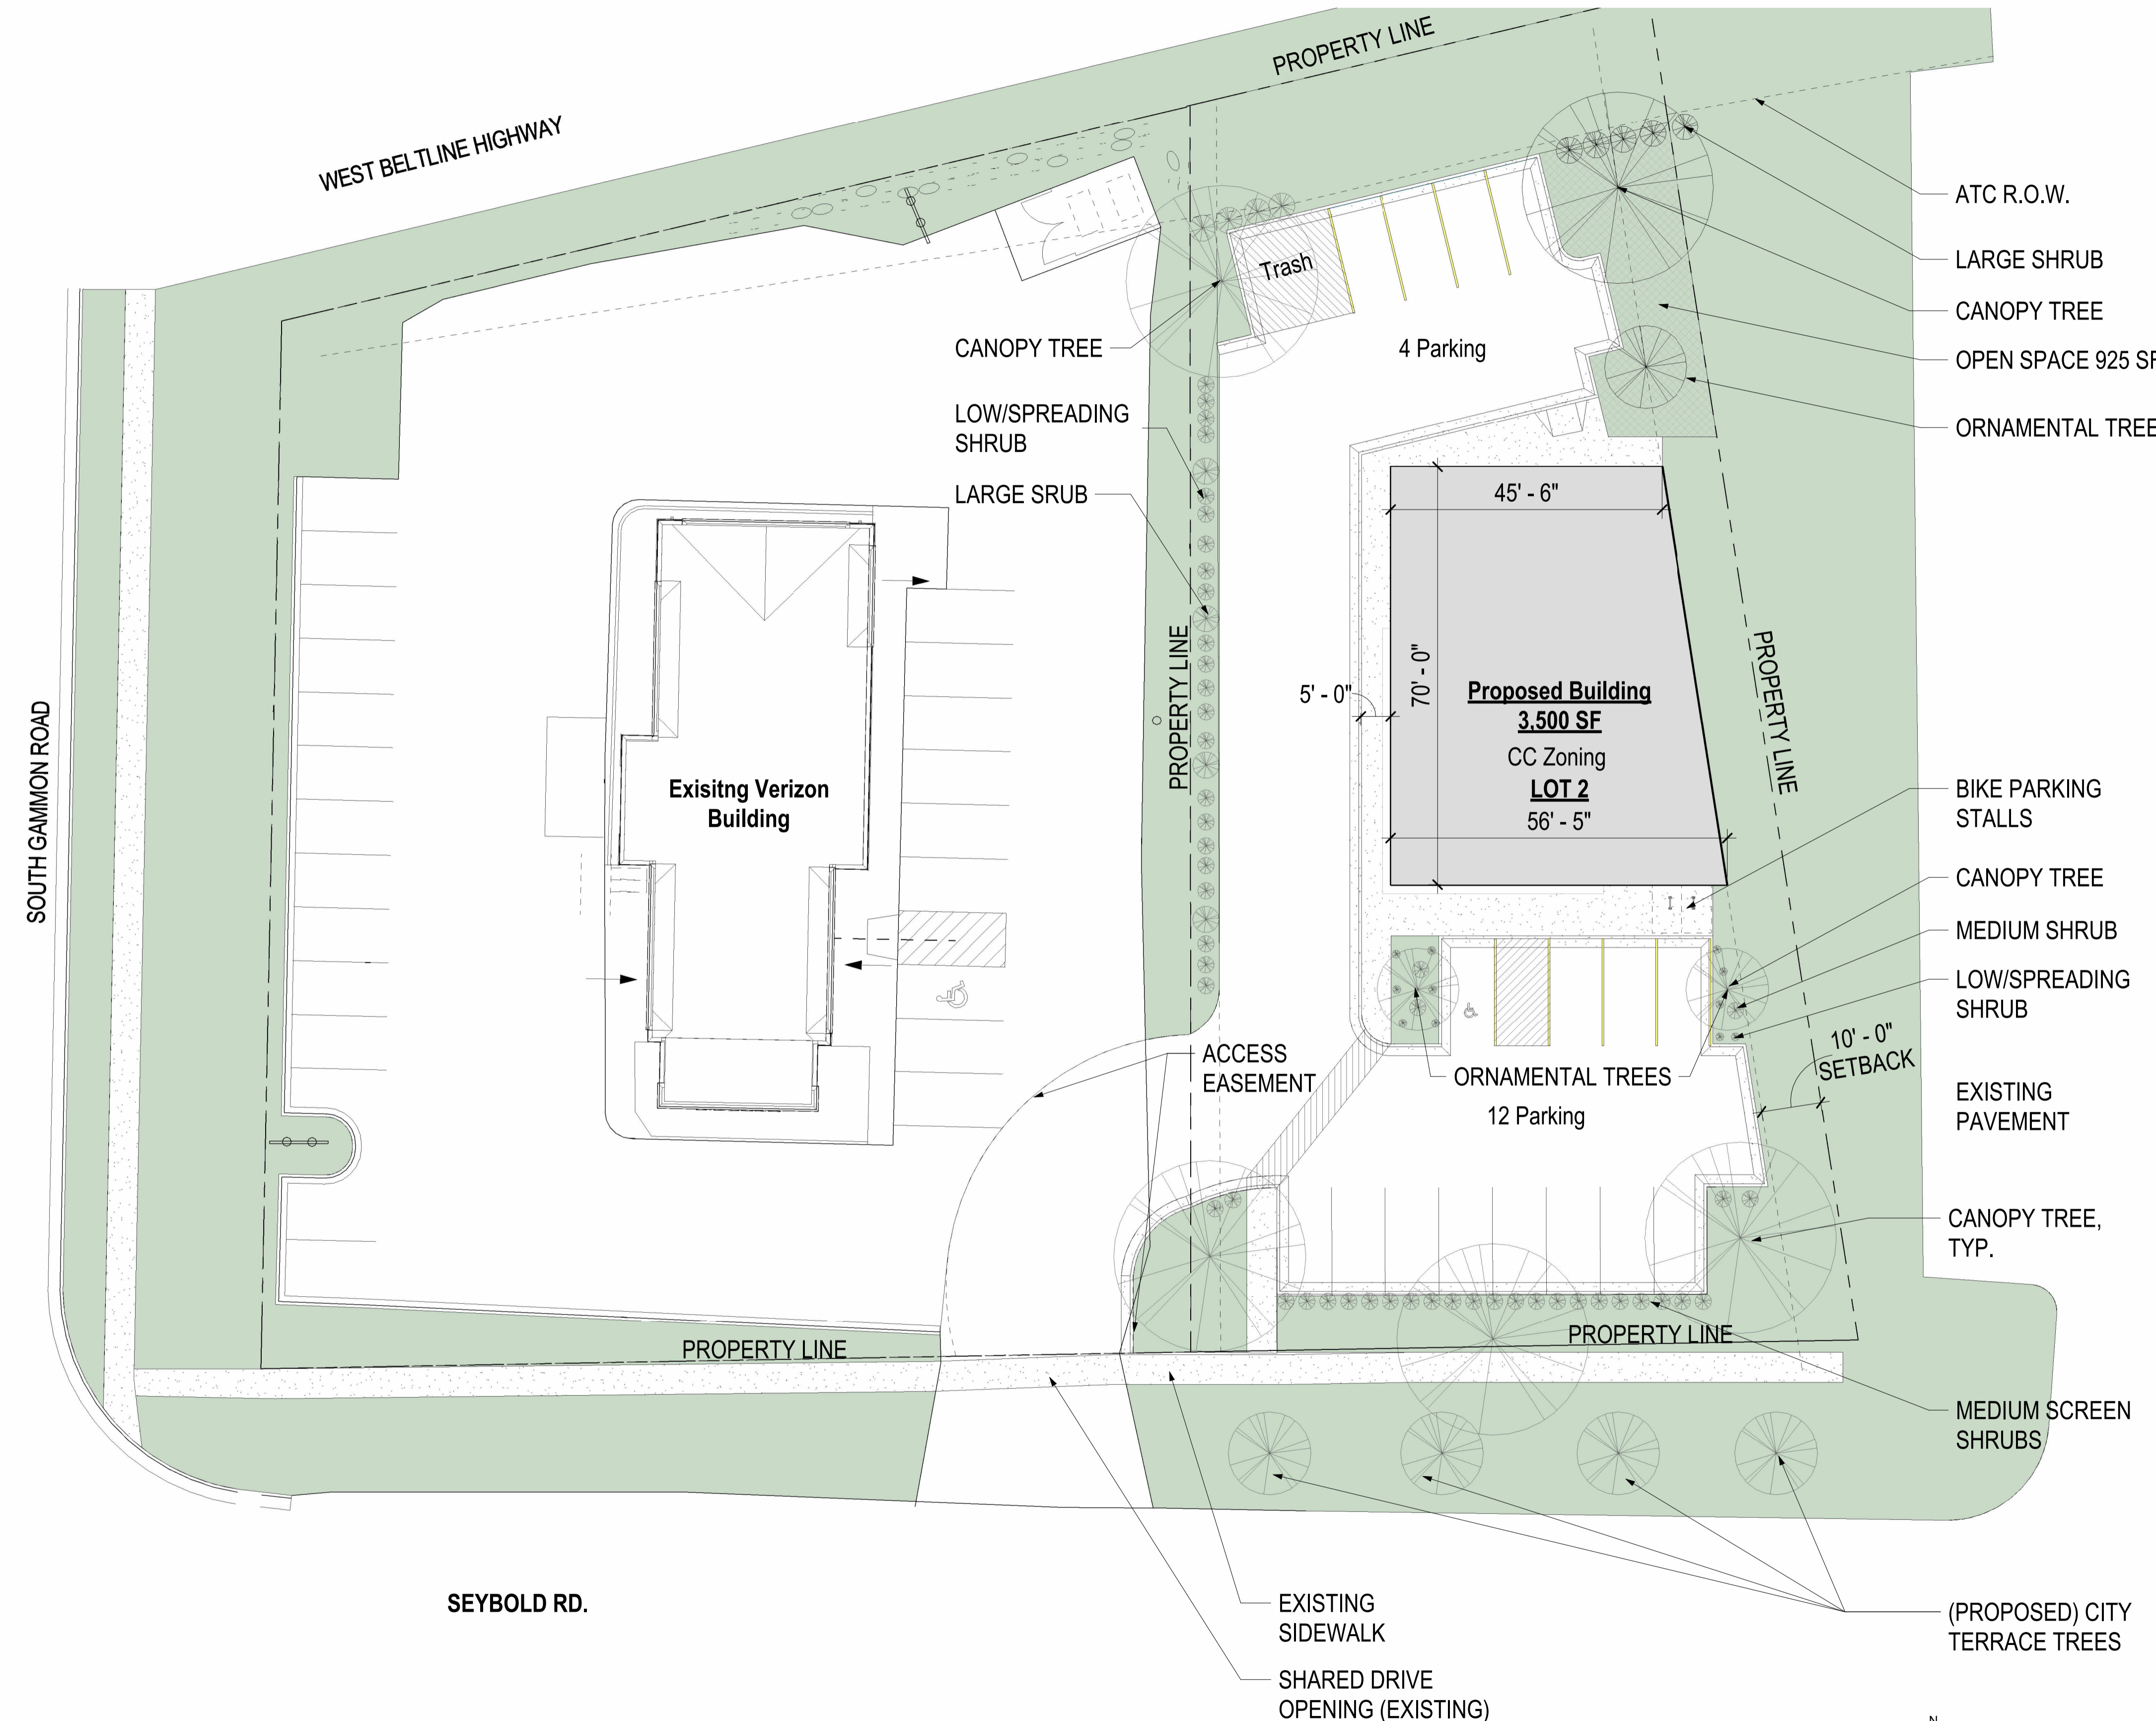 PROPERTY LINE
WEST BELTLINE HIGHWAY
ATC R.O.W.
LARGE SHRUB
CANOPY TREE
OPEN SPACE 925 SF
ORNAMENTAL TREE
Trash
4 Parking
CANOPY TREE
LOW/SPREADING
SHRUB
LARGE SRUB
45' - 6"
70' - 0"
5' - 0"
Proposed Building
3,500 SF
CC Zoning
LOT 2
56' - 5"
PROPERTY LINE
PROPERTY LINE
SOUTH GAMMON ROAD
Exisitng Verizon
Building
BIKE PARKING
STALLS
CANOPY TREE
MEDIUM SHRUB
LOW/SPREADING
SHRUB
10' - 0"
SETBACK
ACCESS
EASEMENT
ORNAMENTAL TREES
12 Parking
EXISTING
PAVEMENT
CANOPY TREE,
TYP.
PROPERTY LINE
PROPERTY LINE
MEDIUM SCREEN
SHRUBS
SEYBOLD RD.
EXISTING
SIDEWALK
(PROPOSED) CITY
TERRACE TREES
SHARED DRIVE
OPENING (EXISTING)
N